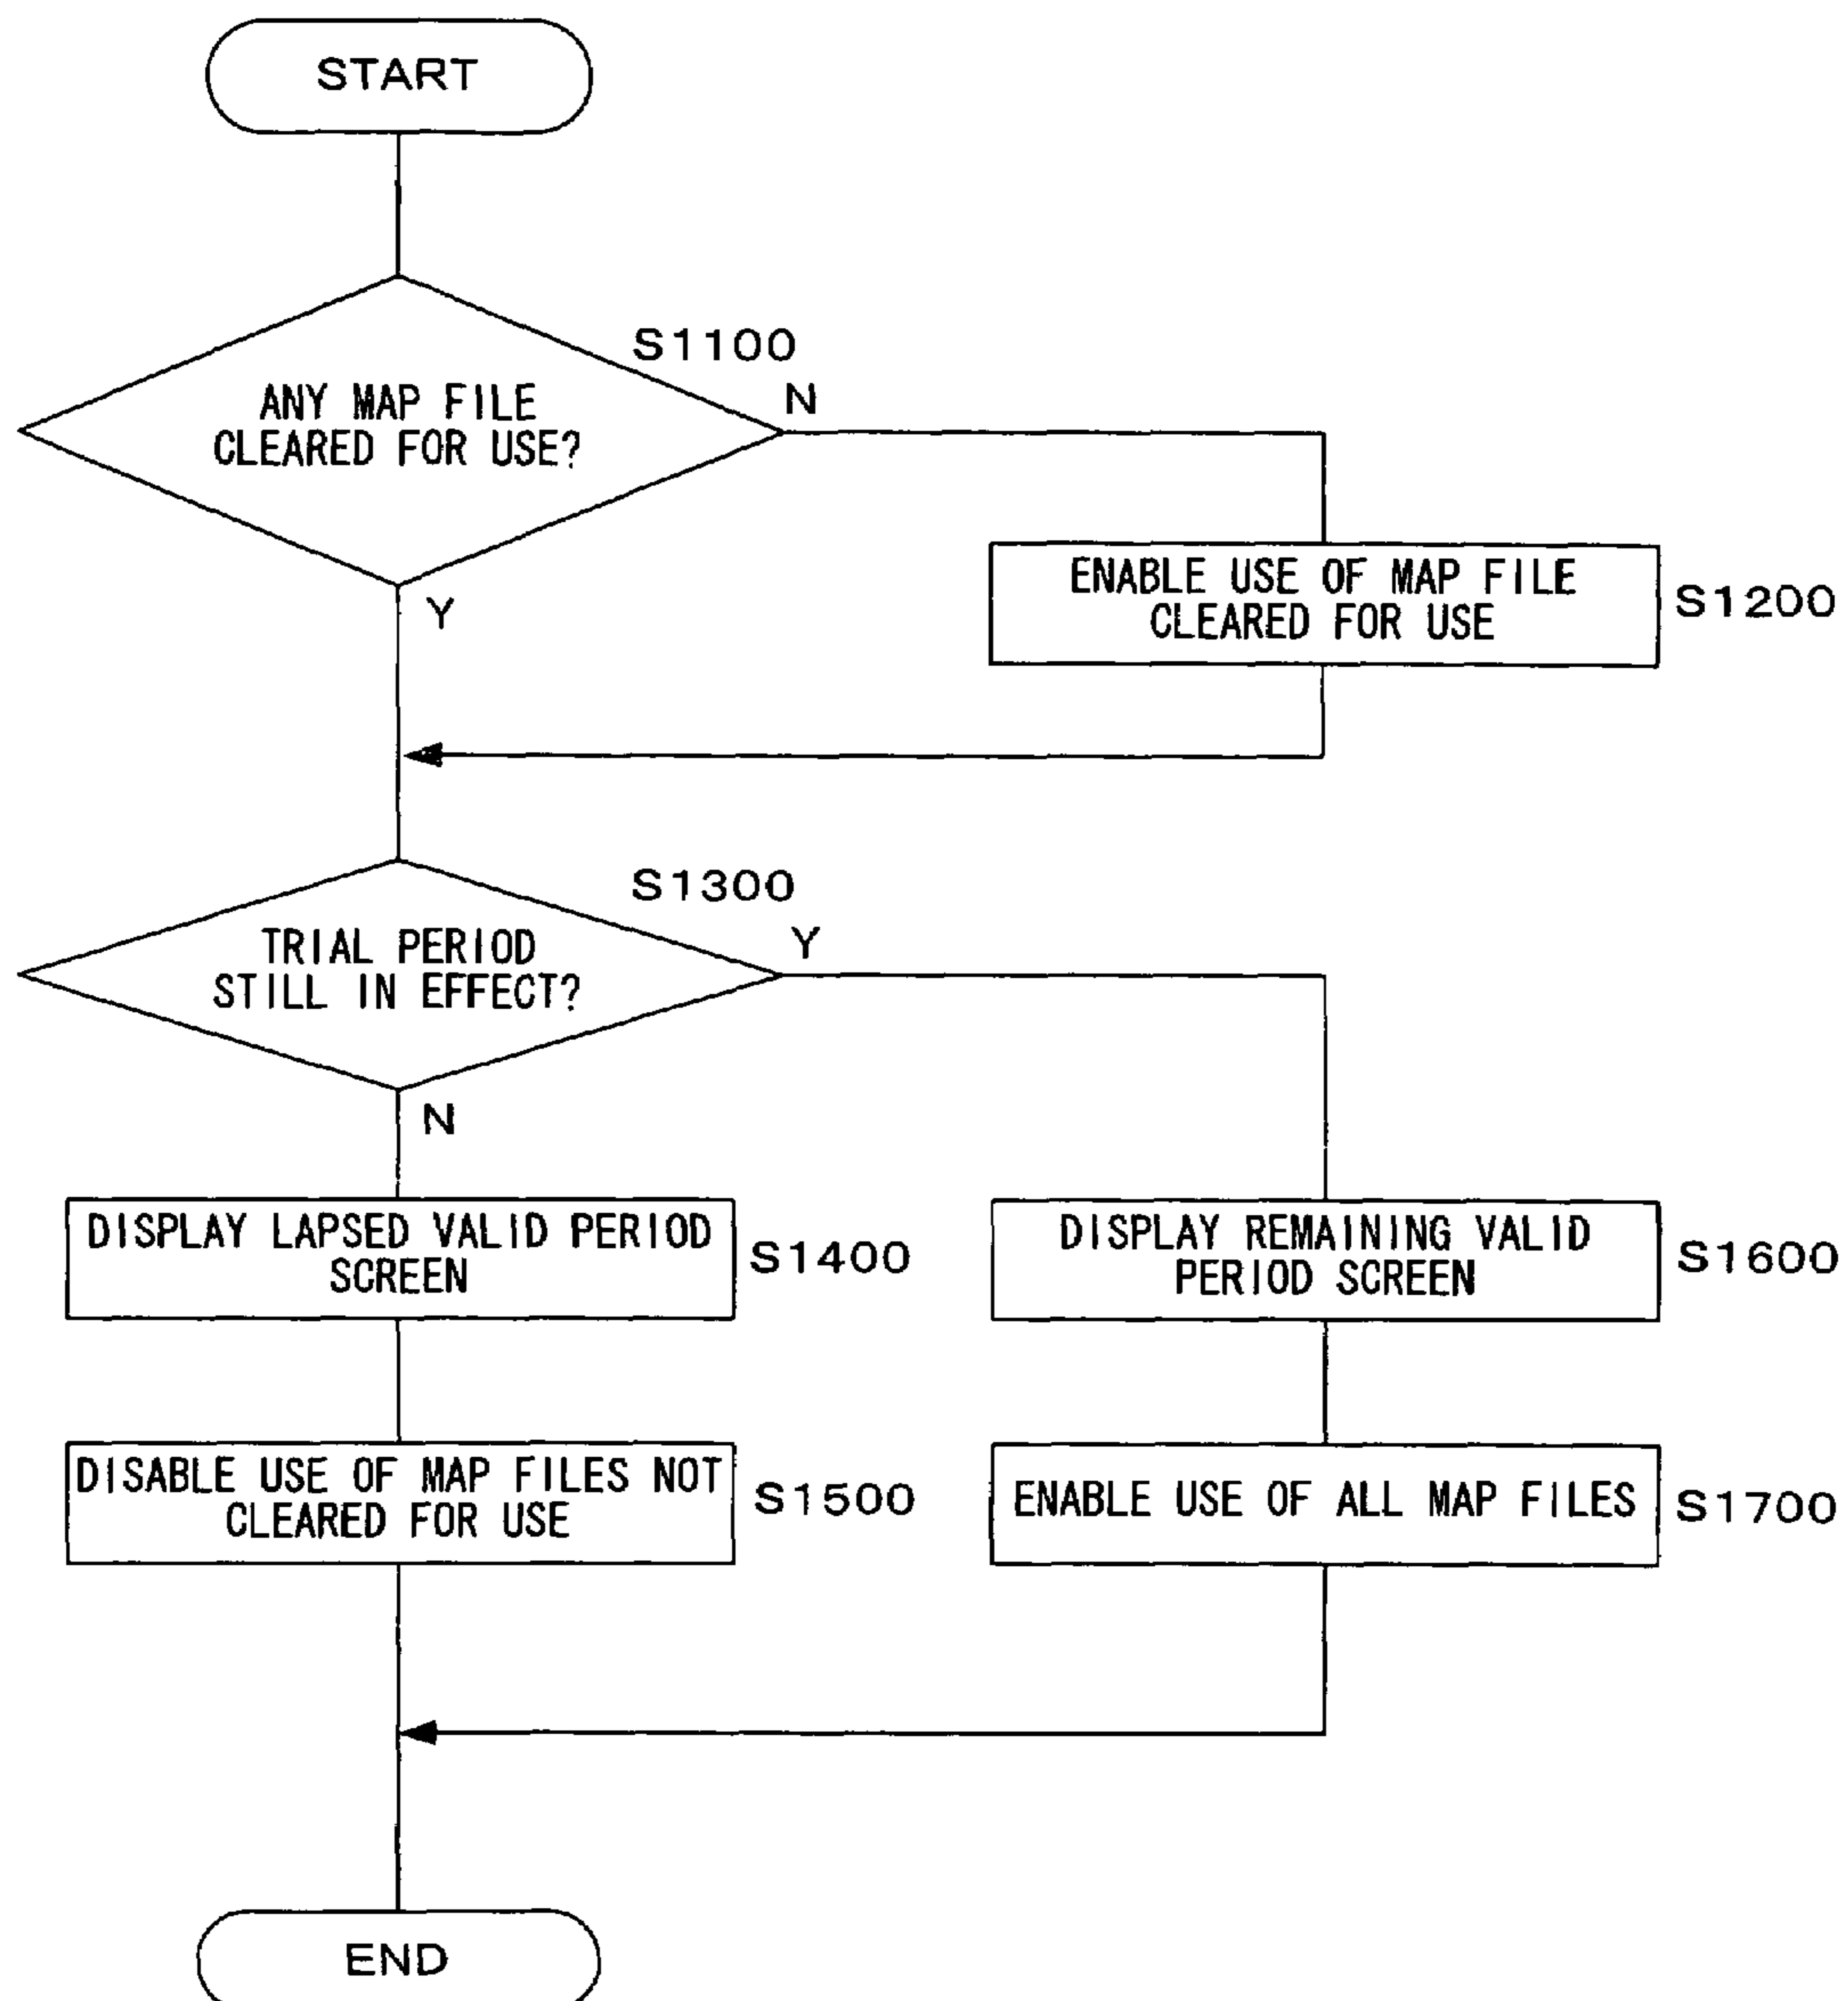 START
S1100
ANY MAP FILE
CLEARED FOR USE?
N
Y
ENABLE USE OF MAP FILE
CLEARED FOR USE
S1200
S1300
TRIAL PERIOD
STILL IN EFFECT?
Y
N
DISPLAY LAPSED VALID PERIOD
SCREEN
S1400
DISPLAY REMAINING VALID
PERIOD SCREEN
S1600
DISABLE USE OF MAP FILES NOT
CLEARED FOR USE
S1500
ENABLE USE OF ALL MAP FILES
S1700
END